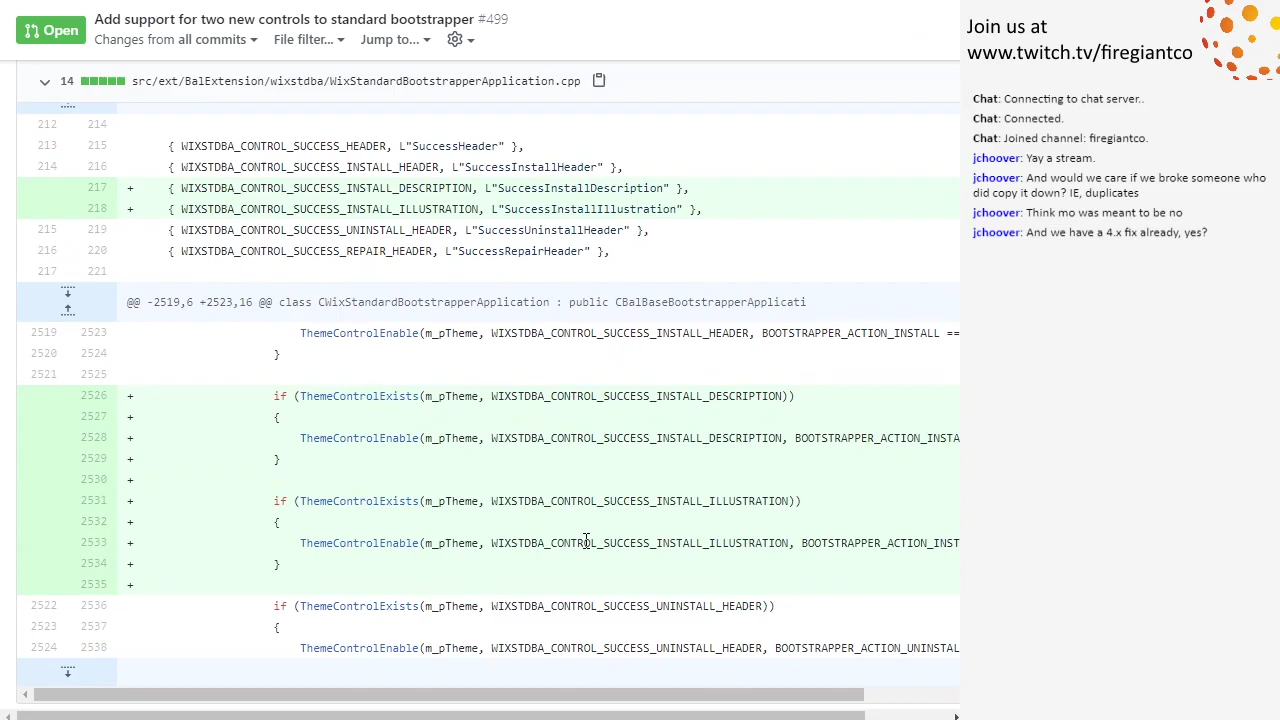 Open
Add support for two new controls to standard bootstrapper #499
Changes from all commits File filter... Jump to...
14 src/ext/BalExtension/wixstdba/WixStandardBootstrapperApplication.cpp
212 214
213 215 { WIXSTDBA_CONTROL_SUCCESS_HEADER, L"SuccessHeader" },
214 216 { WIXSTDBA_CONTROL_SUCCESS_INSTALL_HEADER, L"SuccessInstallHeader" },
217 + { WIXSTDBA_CONTROL_SUCCESS_INSTALL_DESCRIPTION, L"SuccessInstallDescription" },
218 + { WIXSTDBA_CONTROL_SUCCESS_INSTALL_ILLUSTRATION, L"SuccessInstallIllustration" },
215 219 { WIXSTDBA_CONTROL_SUCCESS_UNINSTALL_HEADER, L"SuccessUninstallHeader" },
216 220 { WIXSTDBA_CONTROL_SUCCESS_REPAIR_HEADER, L"SuccessRepairHeader" },
217 221
@@ -2519,6 +2523,16 @@ class CWixStandardBootstrapperApplication : public CBalBaseBootstrapperApplicati
2519 2523 ThemeControlEnable(m_pTheme, WIXSTDBA_CONTROL_SUCCESS_INSTALL_HEADER, BOOTSTRAPPER_ACTION_INSTALL ==
2520 2524 }
2521 2525
2526 + if (ThemeControlExists(m_pTheme, WIXSTDBA_CONTROL_SUCCESS_INSTALL_DESCRIPTION))
2527 + {
2528 + ThemeControlEnable(m_pTheme, WIXSTDBA_CONTROL_SUCCESS_INSTALL_DESCRIPTION, BOOTSTRAPPER_ACTION_INSTA
2529 + }
2530 +
2531 + if (ThemeControlExists(m_pTheme, WIXSTDBA_CONTROL_SUCCESS_INSTALL_ILLUSTRATION))
2532 + {
2533 + ThemeControlEnable(m_pTheme, WIXSTDBA_CONTROL_SUCCESS_INSTALL_ILLUSTRATION, BOOTSTRAPPER_ACTION_INST
2534 + }
2535 +
2522 2536 if (ThemeControlExists(m_pTheme, WIXSTDBA_CONTROL_SUCCESS_UNINSTALL_HEADER))
2523 2537 {
2524 2538 ThemeControlEnable(m_pTheme, WIXSTDBA_CONTROL_SUCCESS_UNINSTALL_HEADER, BOOTSTRAPPER_ACTION_UNINSTAL
Join us at
www.twitch.tv/firegiantco
Chat: Connecting to chat server..
Chat: Connected.
Chat: Joined channel: firegiantco.
jchoover: Yay a stream.
jchoover: And would we care if we broke someone who
did copy it down? IE, duplicates
jchoover: Think mo was meant to be no
jchoover: And we have a 4.x fix already, yes?